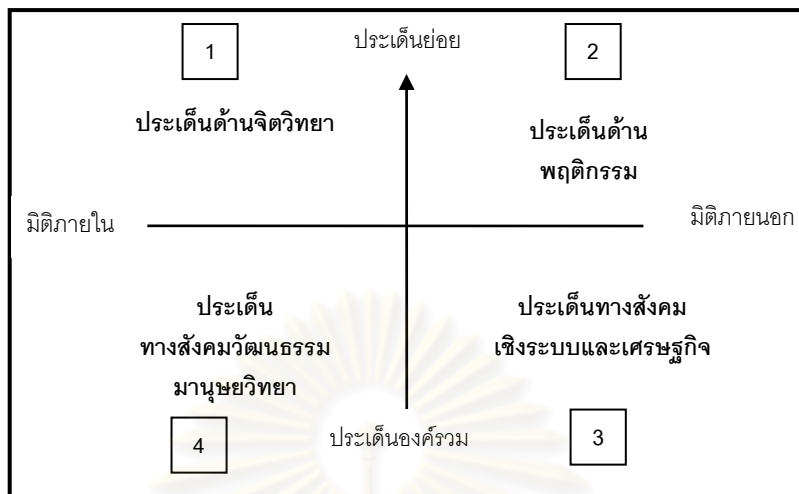 1
ประเด็นย่อย
2
ประเด็นด้านจิตวิทยา
ประเด็นด้าน
พฤติกรรม
มิติภายใน
มิติภายนอก
ประเด็น
ทางสังคมวัฒนธรรม
มานุษยวิทยา
ประเด็นทางสังคม
เชิงระบบและเศรษฐกิจ
4
ประเด็นองค์รวม
3